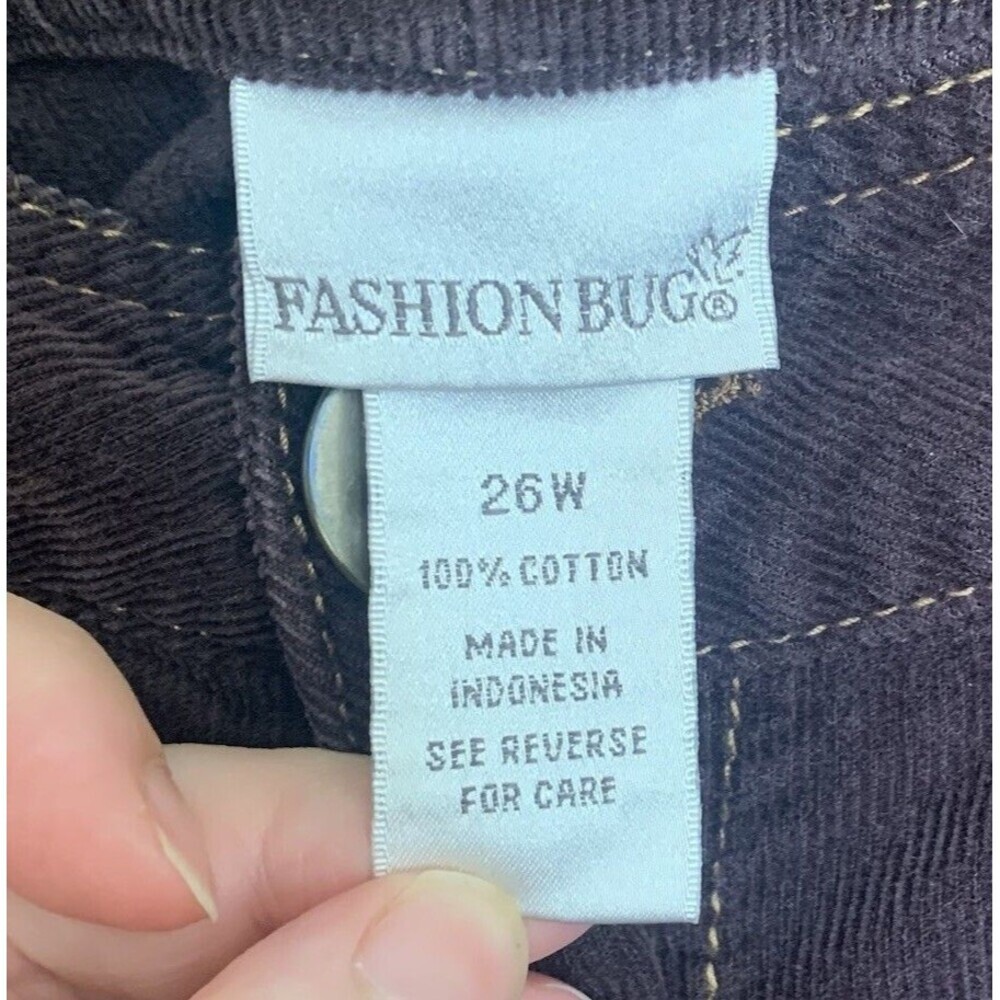 FASHION BUG®
26W
100% COTTON
MADE IN
INDONESIA
SEE REVERSE
FOR CARE